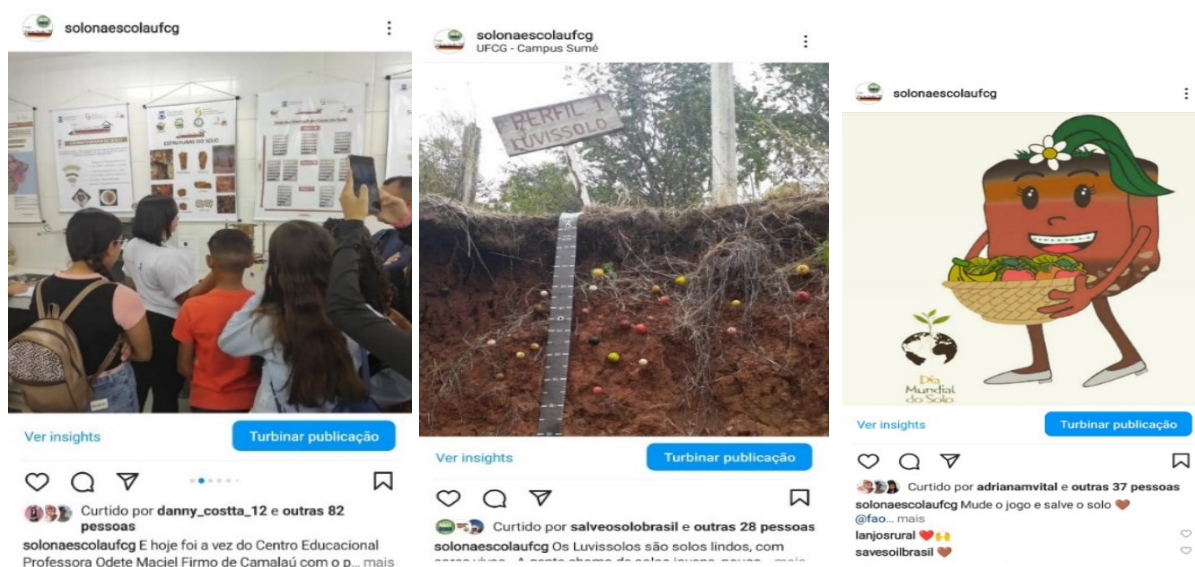 solonaescolaufcg
ESTRUTURAS DO SOLO
Ver insights
Turbinar publicação
Curtido por danny_costta_12 e outras 82
pessoas
solonaescolaufcg E hoje foi a vez do Centro Educacional
Professora Odete Maciel Firmo de Camalaú com o p... mais
solonaescolaufcg
UFCG - Campus Sumé
PERFIL 1
LUVISSOLO
Ver insights
Turbinar publicação
Curtido por salveosolobrasil e outras 28 pessoas
solonaescolaufcg Os Luvissolos são solos lindos, com
solonaescolaufcg
Dia
Mundial
do Solo
Ver insights
Turbinar publicação
Curtido por adrianamvital e outras 37 pessoas
solonaescolaufcg Mude o jogo e salve o solo 🤎
@fao... mais
lanjosrural ❤️🙌
savesoilbrasil 🤎